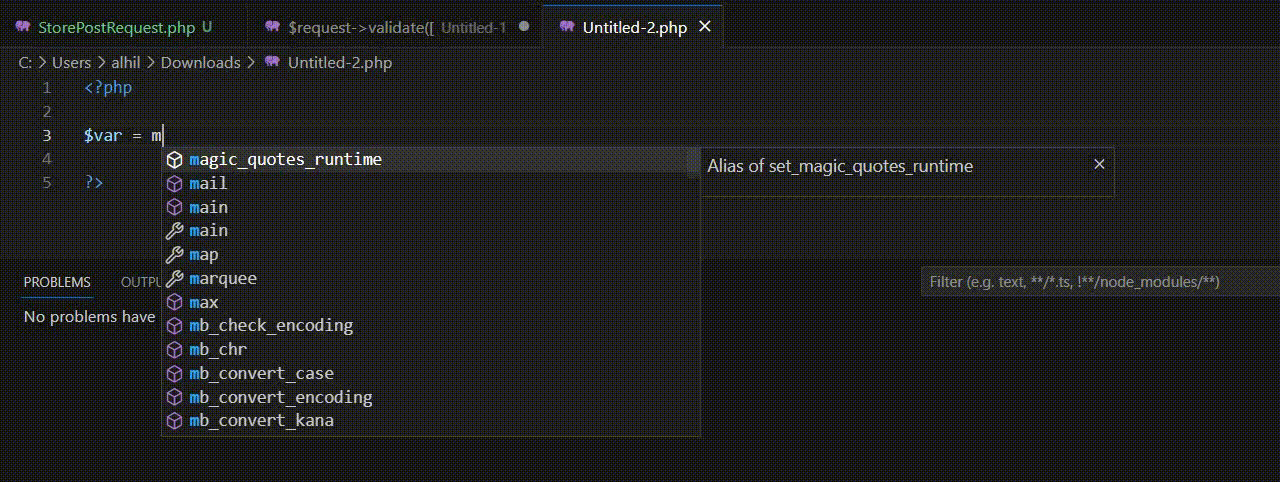 StorePostRequest.php U $request->validate([ Untitled-1 Untitled-2.php
C: > Users > alhil > Downloads > Untitled-2.php
1 <?php
2
3 $var = m
4
5 ?>
magic_quotes_runtime
Alias of set_magic_quotes_runtime
mail
main
main
map
marquee
max
mb_check_encoding
mb_chr
mb_convert_case
mb_convert_encoding
mb_convert_kana
PROBLEMS OUTPU
Filter (e.g. text, **/*.ts, !**/node_modules/**)
No problems have